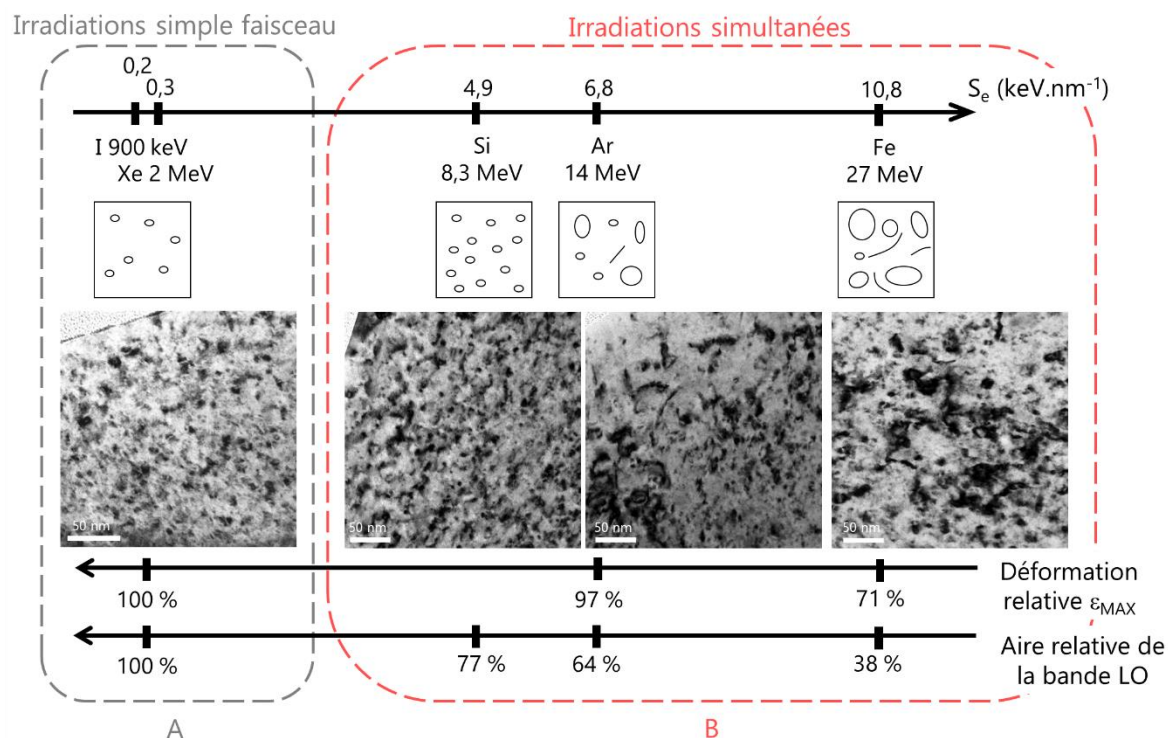 Irradiations simple faisceau
Irradiations simultanées
0,2
0,3
4,9
6,8
10,8
Se (keV.nm-1)
I 900 keV
Xe 2 MeV
Si
8,3 MeV
Ar
14 MeV
Fe
27 MeV
50 nm
50 nm
50 nm
50 nm
100 %
97 %
71 %
Déformation
relative εMAX
100 %
77 %
64 %
38 %
Aire relative de
la bande LO
A
B